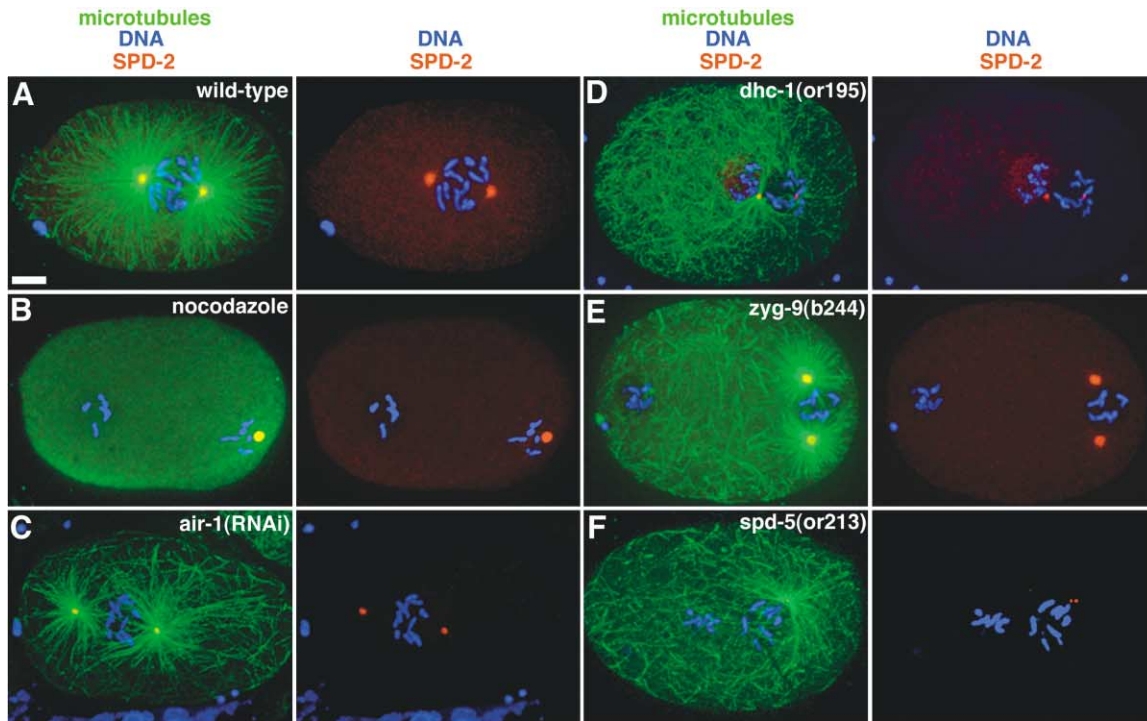 microtubules
DNA
SPD-2
DNA
SPD-2
microtubules
DNA
SPD-2
DNA
SPD-2
A wild-type
D dhc-1(or195)
B nocodazole
E zyg-9(b244)
C air-1(RNAi)
F spd-5(or213)